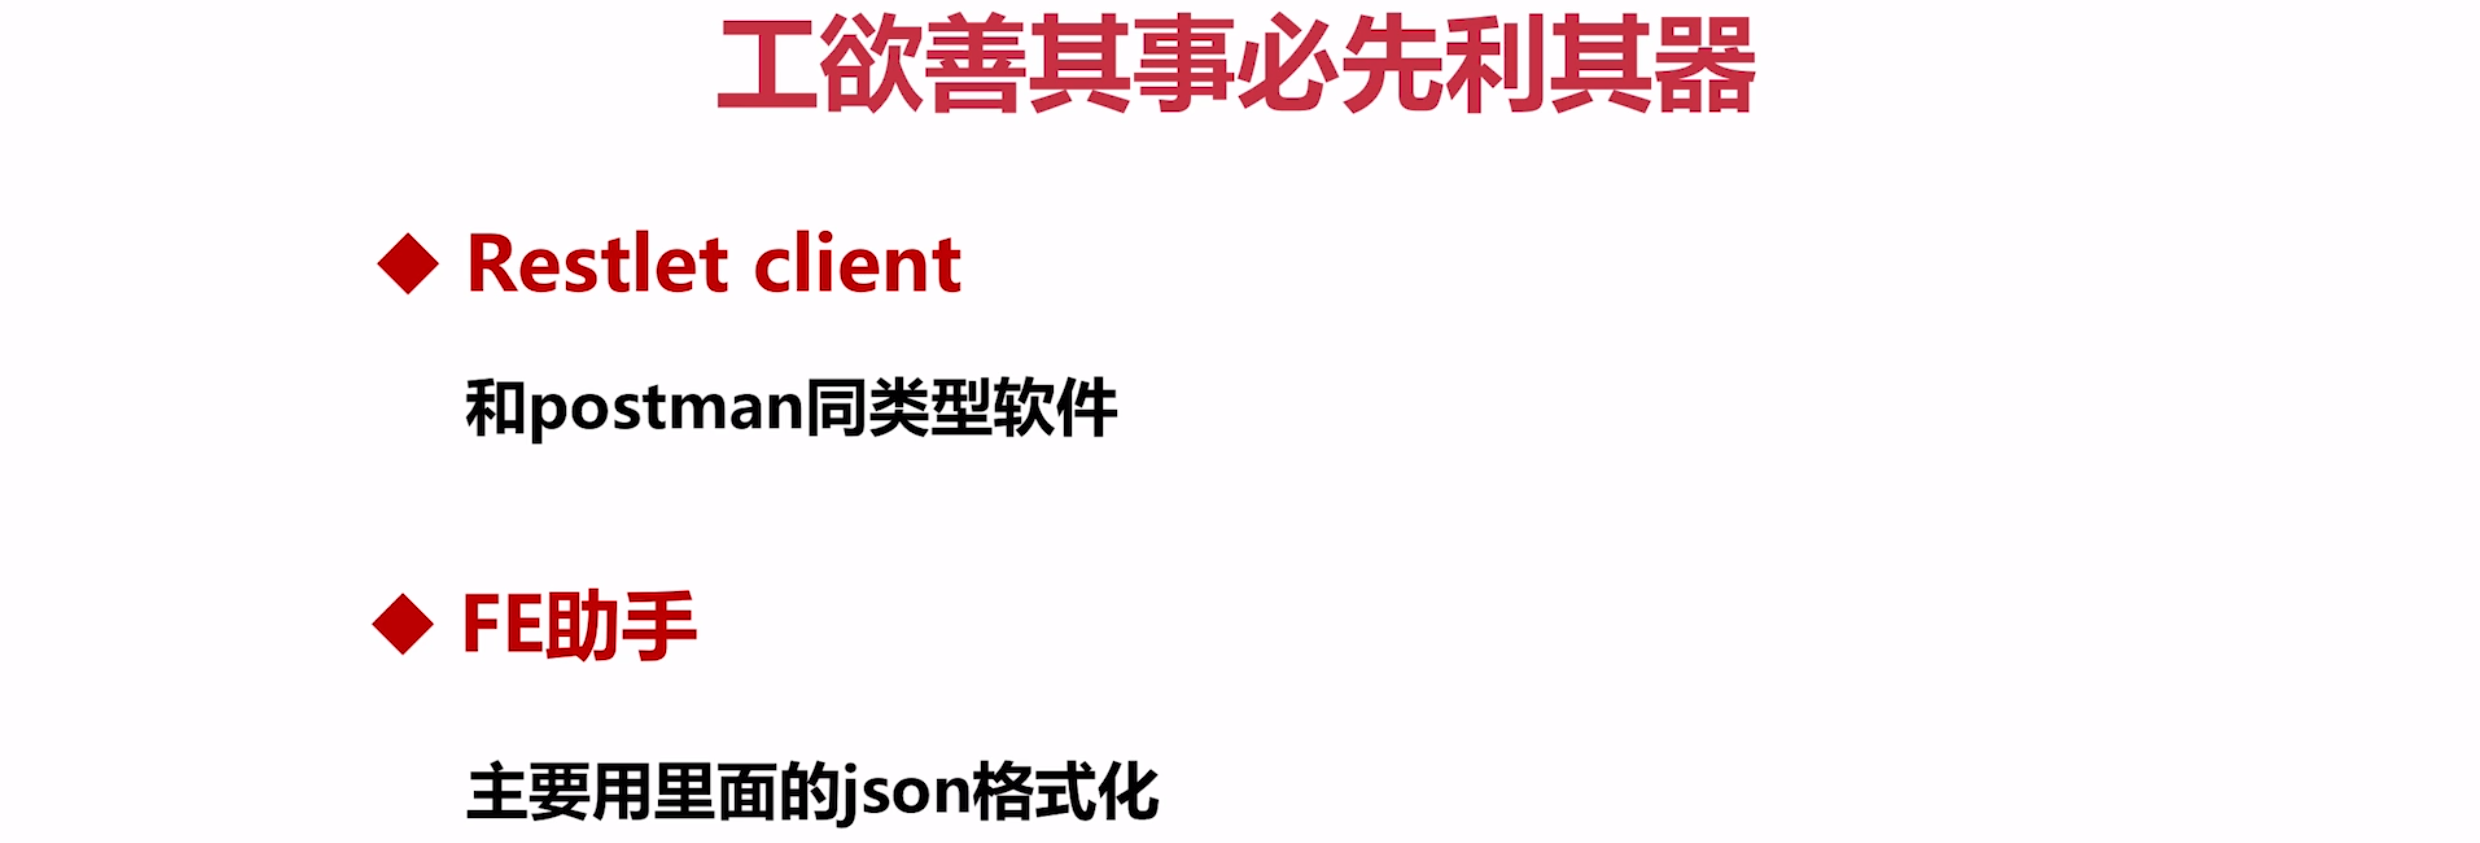 工欲善其事必先利其器
◆ Restlet client
和postman同类型软件
◆ FE助手
主要用里面的json格式化